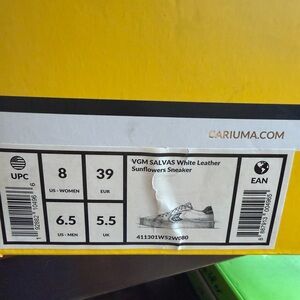 CARIUMA.COM
UPC
8
US - WOMEN
39
EUR
VGM SALVAS White Leather
Sunflowers Sneaker
EAN
6.5
US - MEN
5.5
UK
411301W52W080